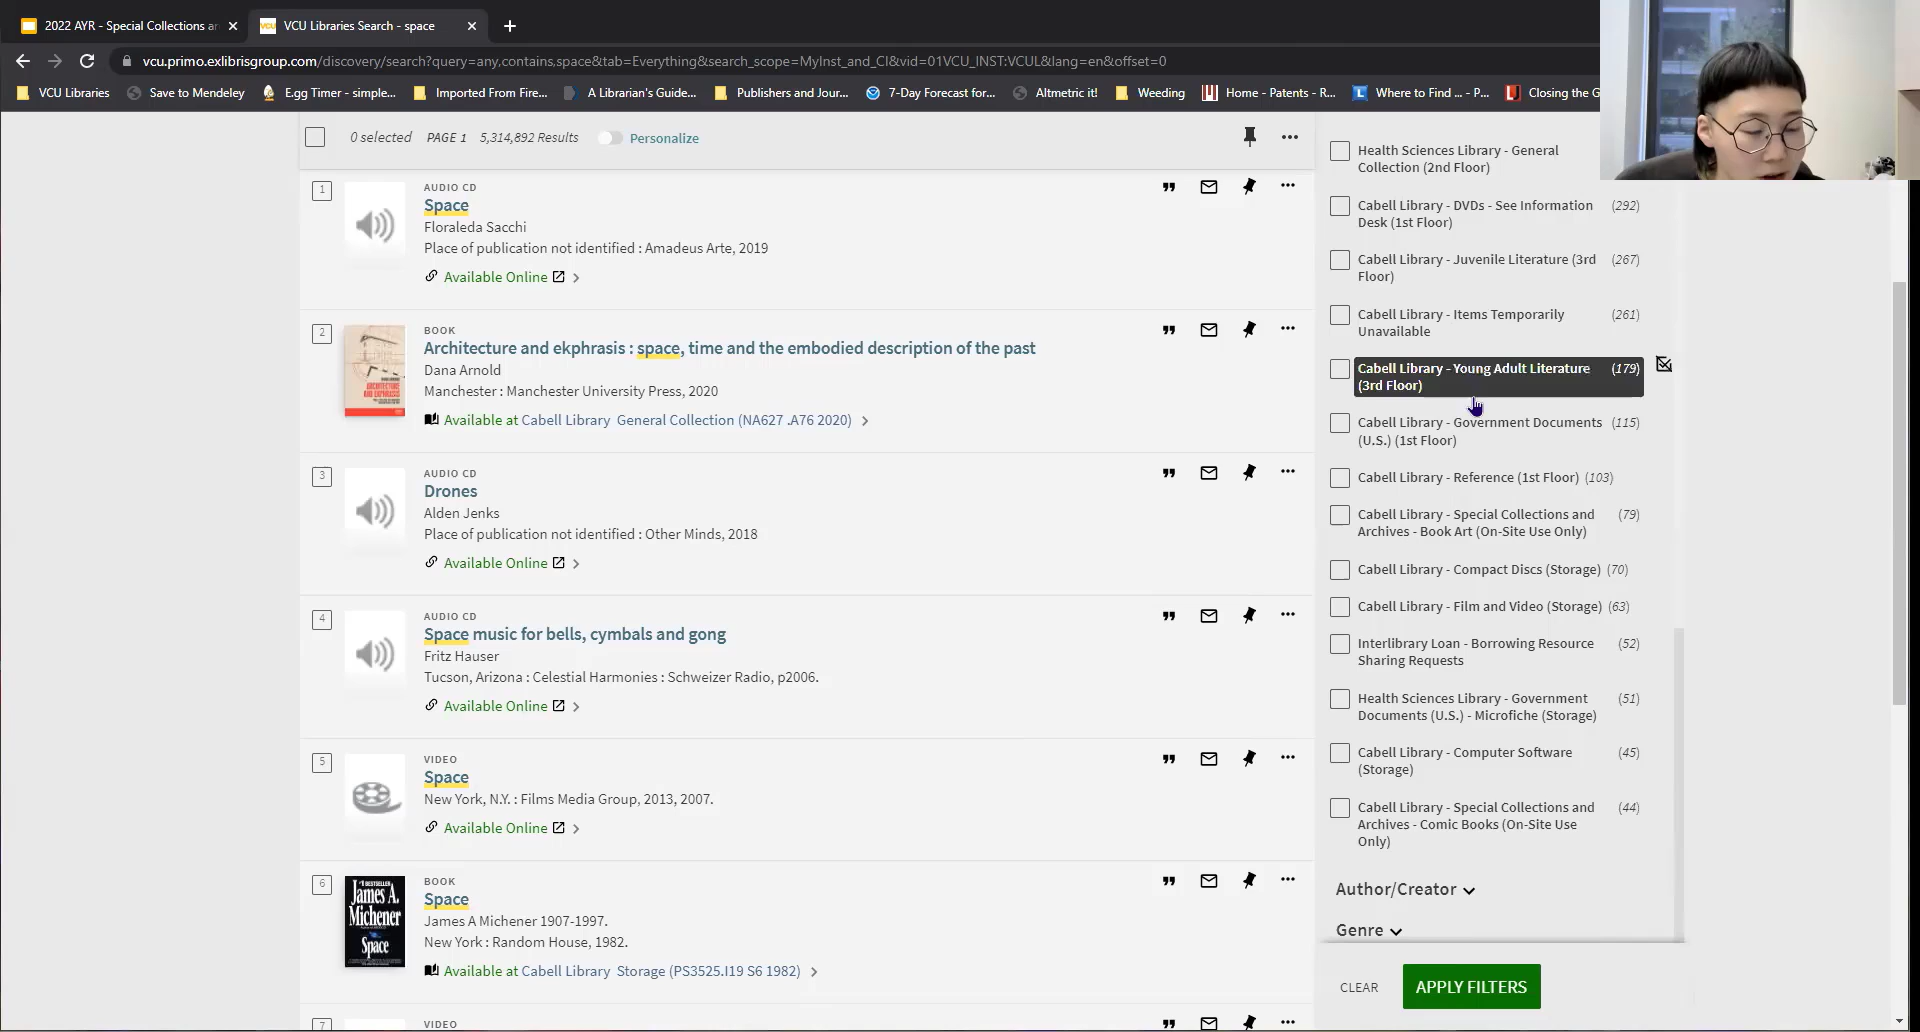 2022 AYR - Special Collections an
VCU Libraries Search - space
vcu.primo.exlibrisgroup.com/discovery/search?query=any,contains,space&tab=Everything&search_scope=MyInst_and_CI&vid=01VCU_INST:VCUL&lang=en&offset=0
VCU Libraries
Save to Mendeley
E.gg Timer - simple...
Imported From Fire...
A Librarian's Guide...
Publishers and Jour...
7-Day Forecast for...
Altmetric it!
Weeding
Home - Patents - R...
Where to Find ... - P...
Closing the G
0 selected PAGE 1 5,314,892 Results Personalize
1
AUDIO CD
Space
Floraleda Sacchi
Place of publication not identified : Amadeus Arte, 2019
Available Online
2
BOOK
Architecture and ekphrasis : space, time and the embodied description of the past
Dana Arnold
Manchester : Manchester University Press, 2020
Available at Cabell Library General Collection (NA627 .A76 2020)
3
AUDIO CD
Drones
Alden Jenks
Place of publication not identified : Other Minds, 2018
Available Online
4
AUDIO CD
Space music for bells, cymbals and gong
Fritz Hauser
Tucson, Arizona : Celestial Harmonies : Schweizer Radio, p2006.
Available Online
5
VIDEO
Space
New York, N.Y. : Films Media Group, 2013, 2007.
Available Online
6
James A.
Michener
Space
BOOK
Space
James A Michener 1907-1997.
New York : Random House, 1982.
Available at Cabell Library Storage (PS3525.I19 S6 1982)
7
VIDEO
Health Sciences Library - General
Collection (2nd Floor)
Cabell Library - DVDs - See Information (292)
Desk (1st Floor)
Cabell Library - Juvenile Literature (3rd (267)
Floor)
Cabell Library - Items Temporarily (261)
Unavailable
Cabell Library - Young Adult Literature (179)
(3rd Floor)
Cabell Library - Government Documents (115)
(U.S.) (1st Floor)
Cabell Library - Reference (1st Floor) (103)
Cabell Library - Special Collections and (79)
Archives - Book Art (On-Site Use Only)
Cabell Library - Compact Discs (Storage) (70)
Cabell Library - Film and Video (Storage) (63)
Interlibrary Loan - Borrowing Resource (52)
Sharing Requests
Health Sciences Library - Government (51)
Documents (U.S.) - Microfiche (Storage)
Cabell Library - Computer Software (45)
(Storage)
Cabell Library - Special Collections and (44)
Archives - Comic Books (On-Site Use
Only)
Author/Creator
Genre
CLEAR
APPLY FILTERS